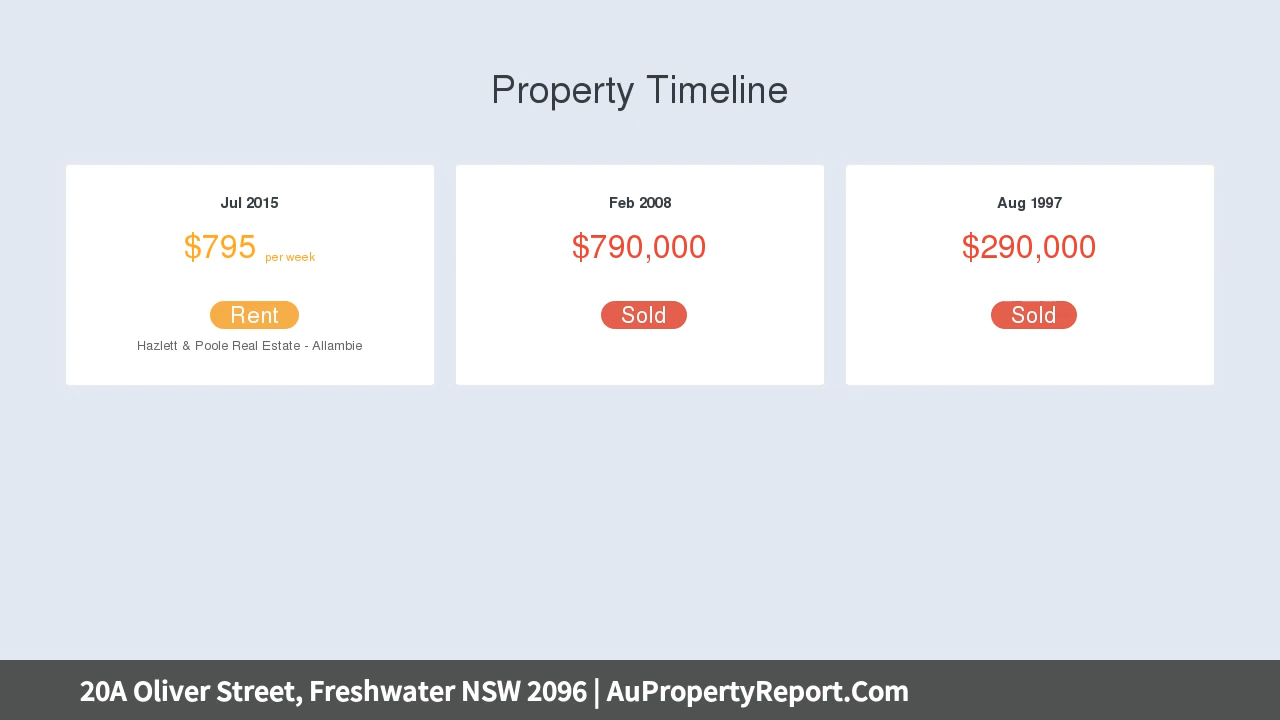 Property Timeline
Jul 2015
$795 per week
Rent
Hazlett & Poole Real Estate - Allambie
Feb 2008
$790,000
Sold
Aug 1997
$290,000
Sold
20A Oliver Street, Freshwater NSW 2096 | AuPropertyReport.Com